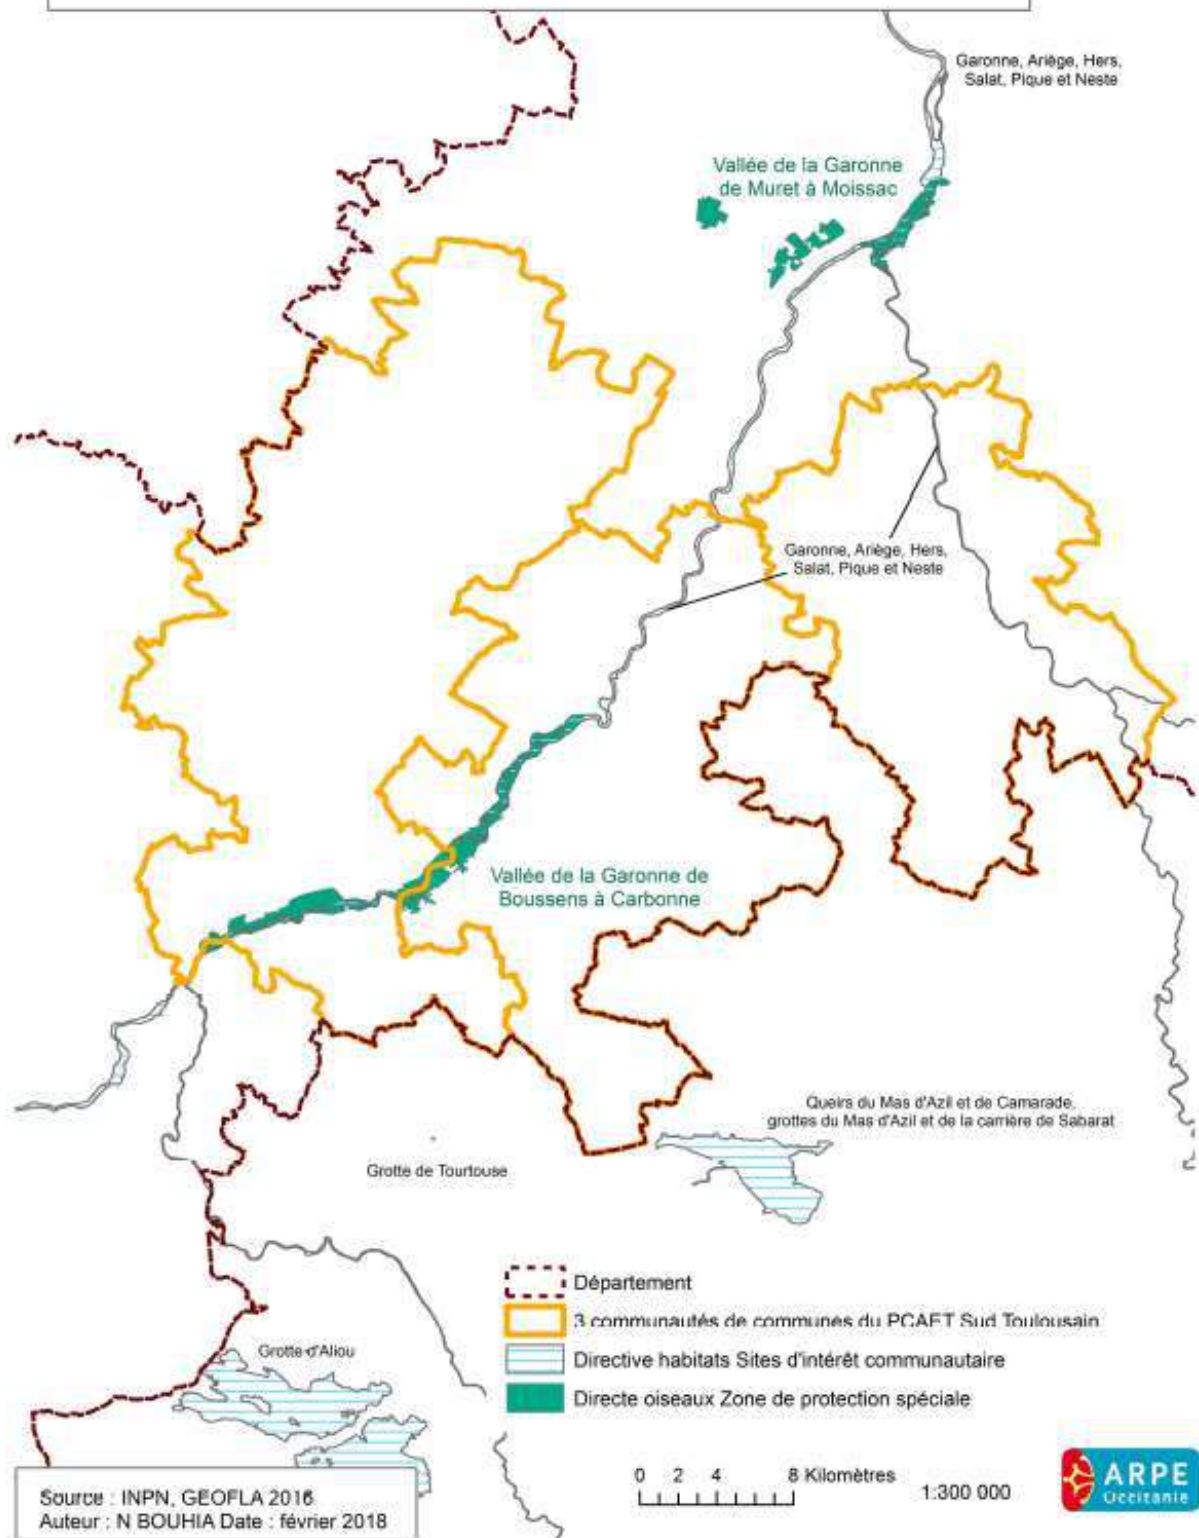 Garonne, Ariège, Hers,
Salat, Pique et Neste
Vallée de la Garonne
de Muret à Moissac
Garonne, Ariège, Hers,
Salat, Pique et Neste
Vallée de la Garonne de
Boussens à Carbonne
Queirs du Mas d'Azil et de Camarade,
grottes du Mas d'Azil et de la carrière de Sabarat
Grotte de Tourtouse
Département
3 communautés de communes du PCAET Sud Toulousain
Directive habitats Sites d'intérêt communautaire
Directe oiseaux Zone de protection spéciale
Grotte d'Aliou
0 2 4 8 Kilomètres
1:300 000
ARPE
Occitanie
Source : INPN, GEOFLA 2016
Auteur : N BOUHIA Date : février 2018